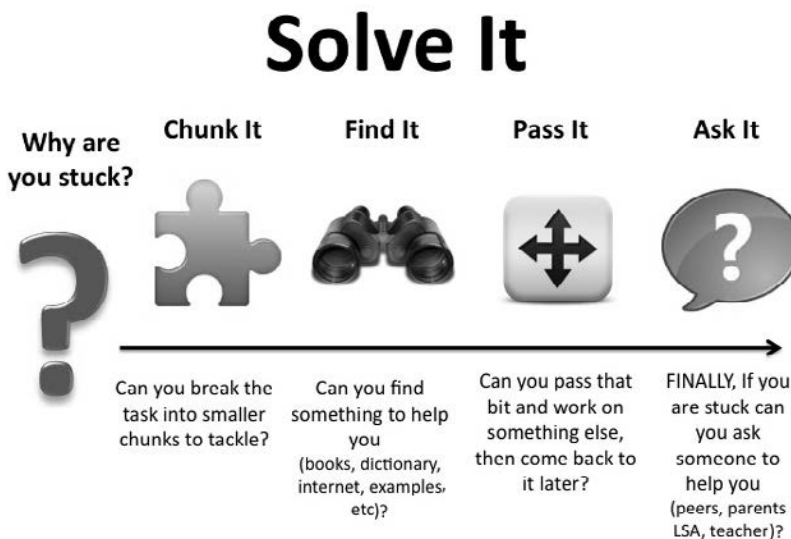 Solve It
Why are
you stuck?
Chunk It
Find It
Pass It
Ask It
?
?
Can you break the
task into smaller
chunks to tackle?
Can you find
something to help
you
(books, dictionary,
internet, examples,
etc)?
Can you pass that
bit and work on
something else,
then come back to
it later?
FINALLY, If you
are stuck can
you ask
someone to
help you
(peers, parents
LSA, teacher)?